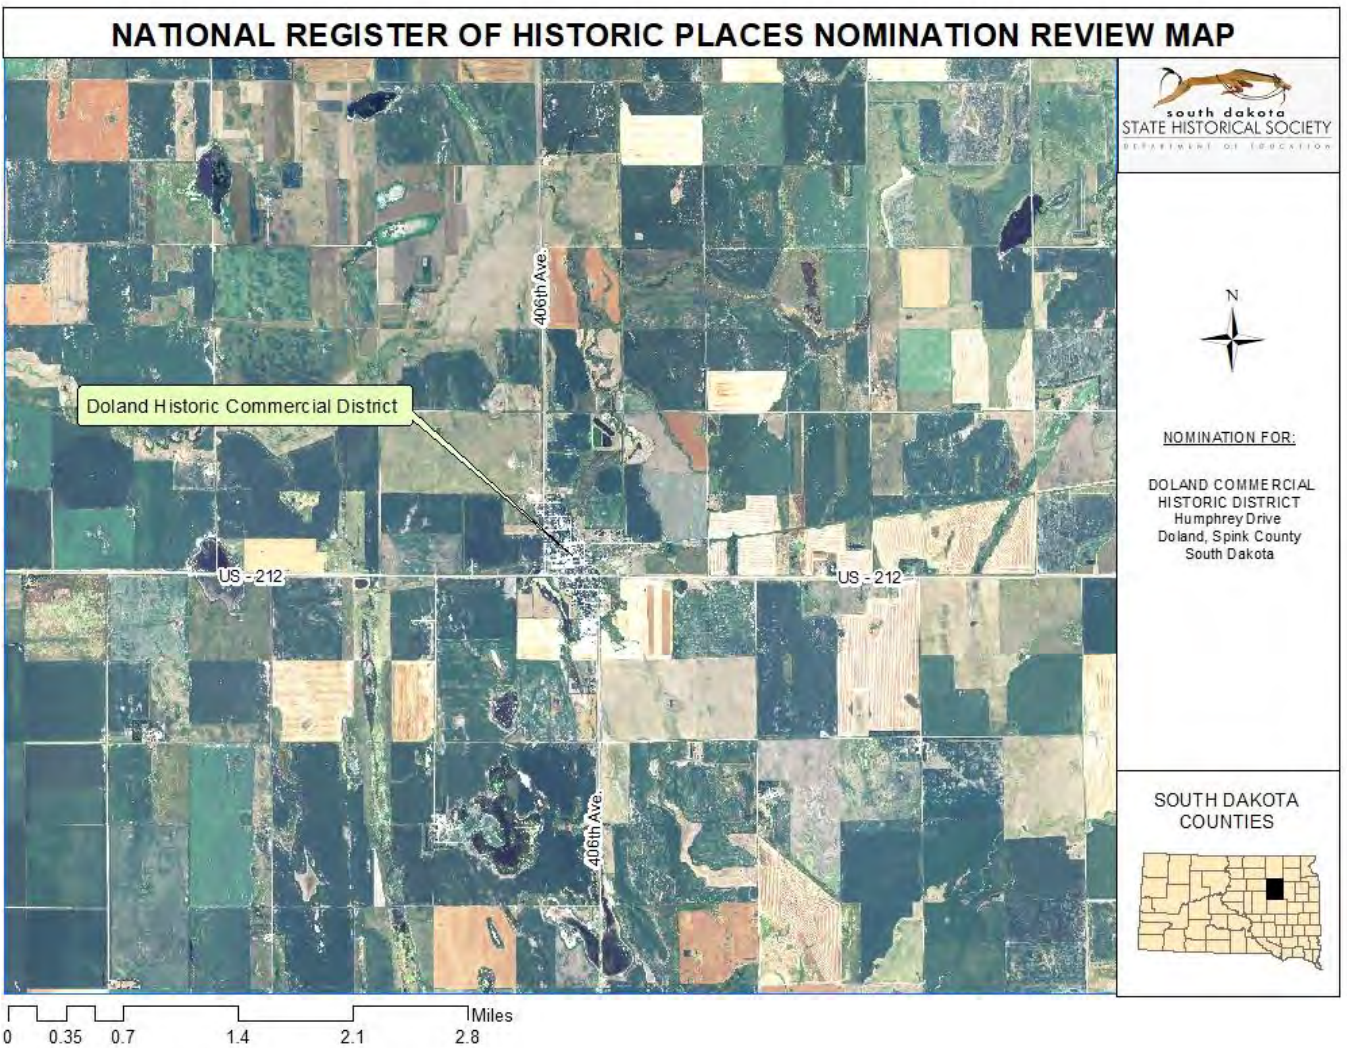 NATIONAL REGISTER OF HISTORIC PLACES NOMINATION REVIEW MAP
south dakota
STATE HISTORICAL SOCIETY
DEPARTMENT OF EDUCATION
406th Ave.
N
Doland Historic Commercial District
NOMINATION FOR:
DOLAND COMMERCIAL
HISTORIC DISTRICT
Humphrey Drive
Doland, Spink County
South Dakota
US - 212
US - 212
406th Ave.
SOUTH DAKOTA
COUNTIES
Miles
0 0.35 0.7 1.4 2.1 2.8